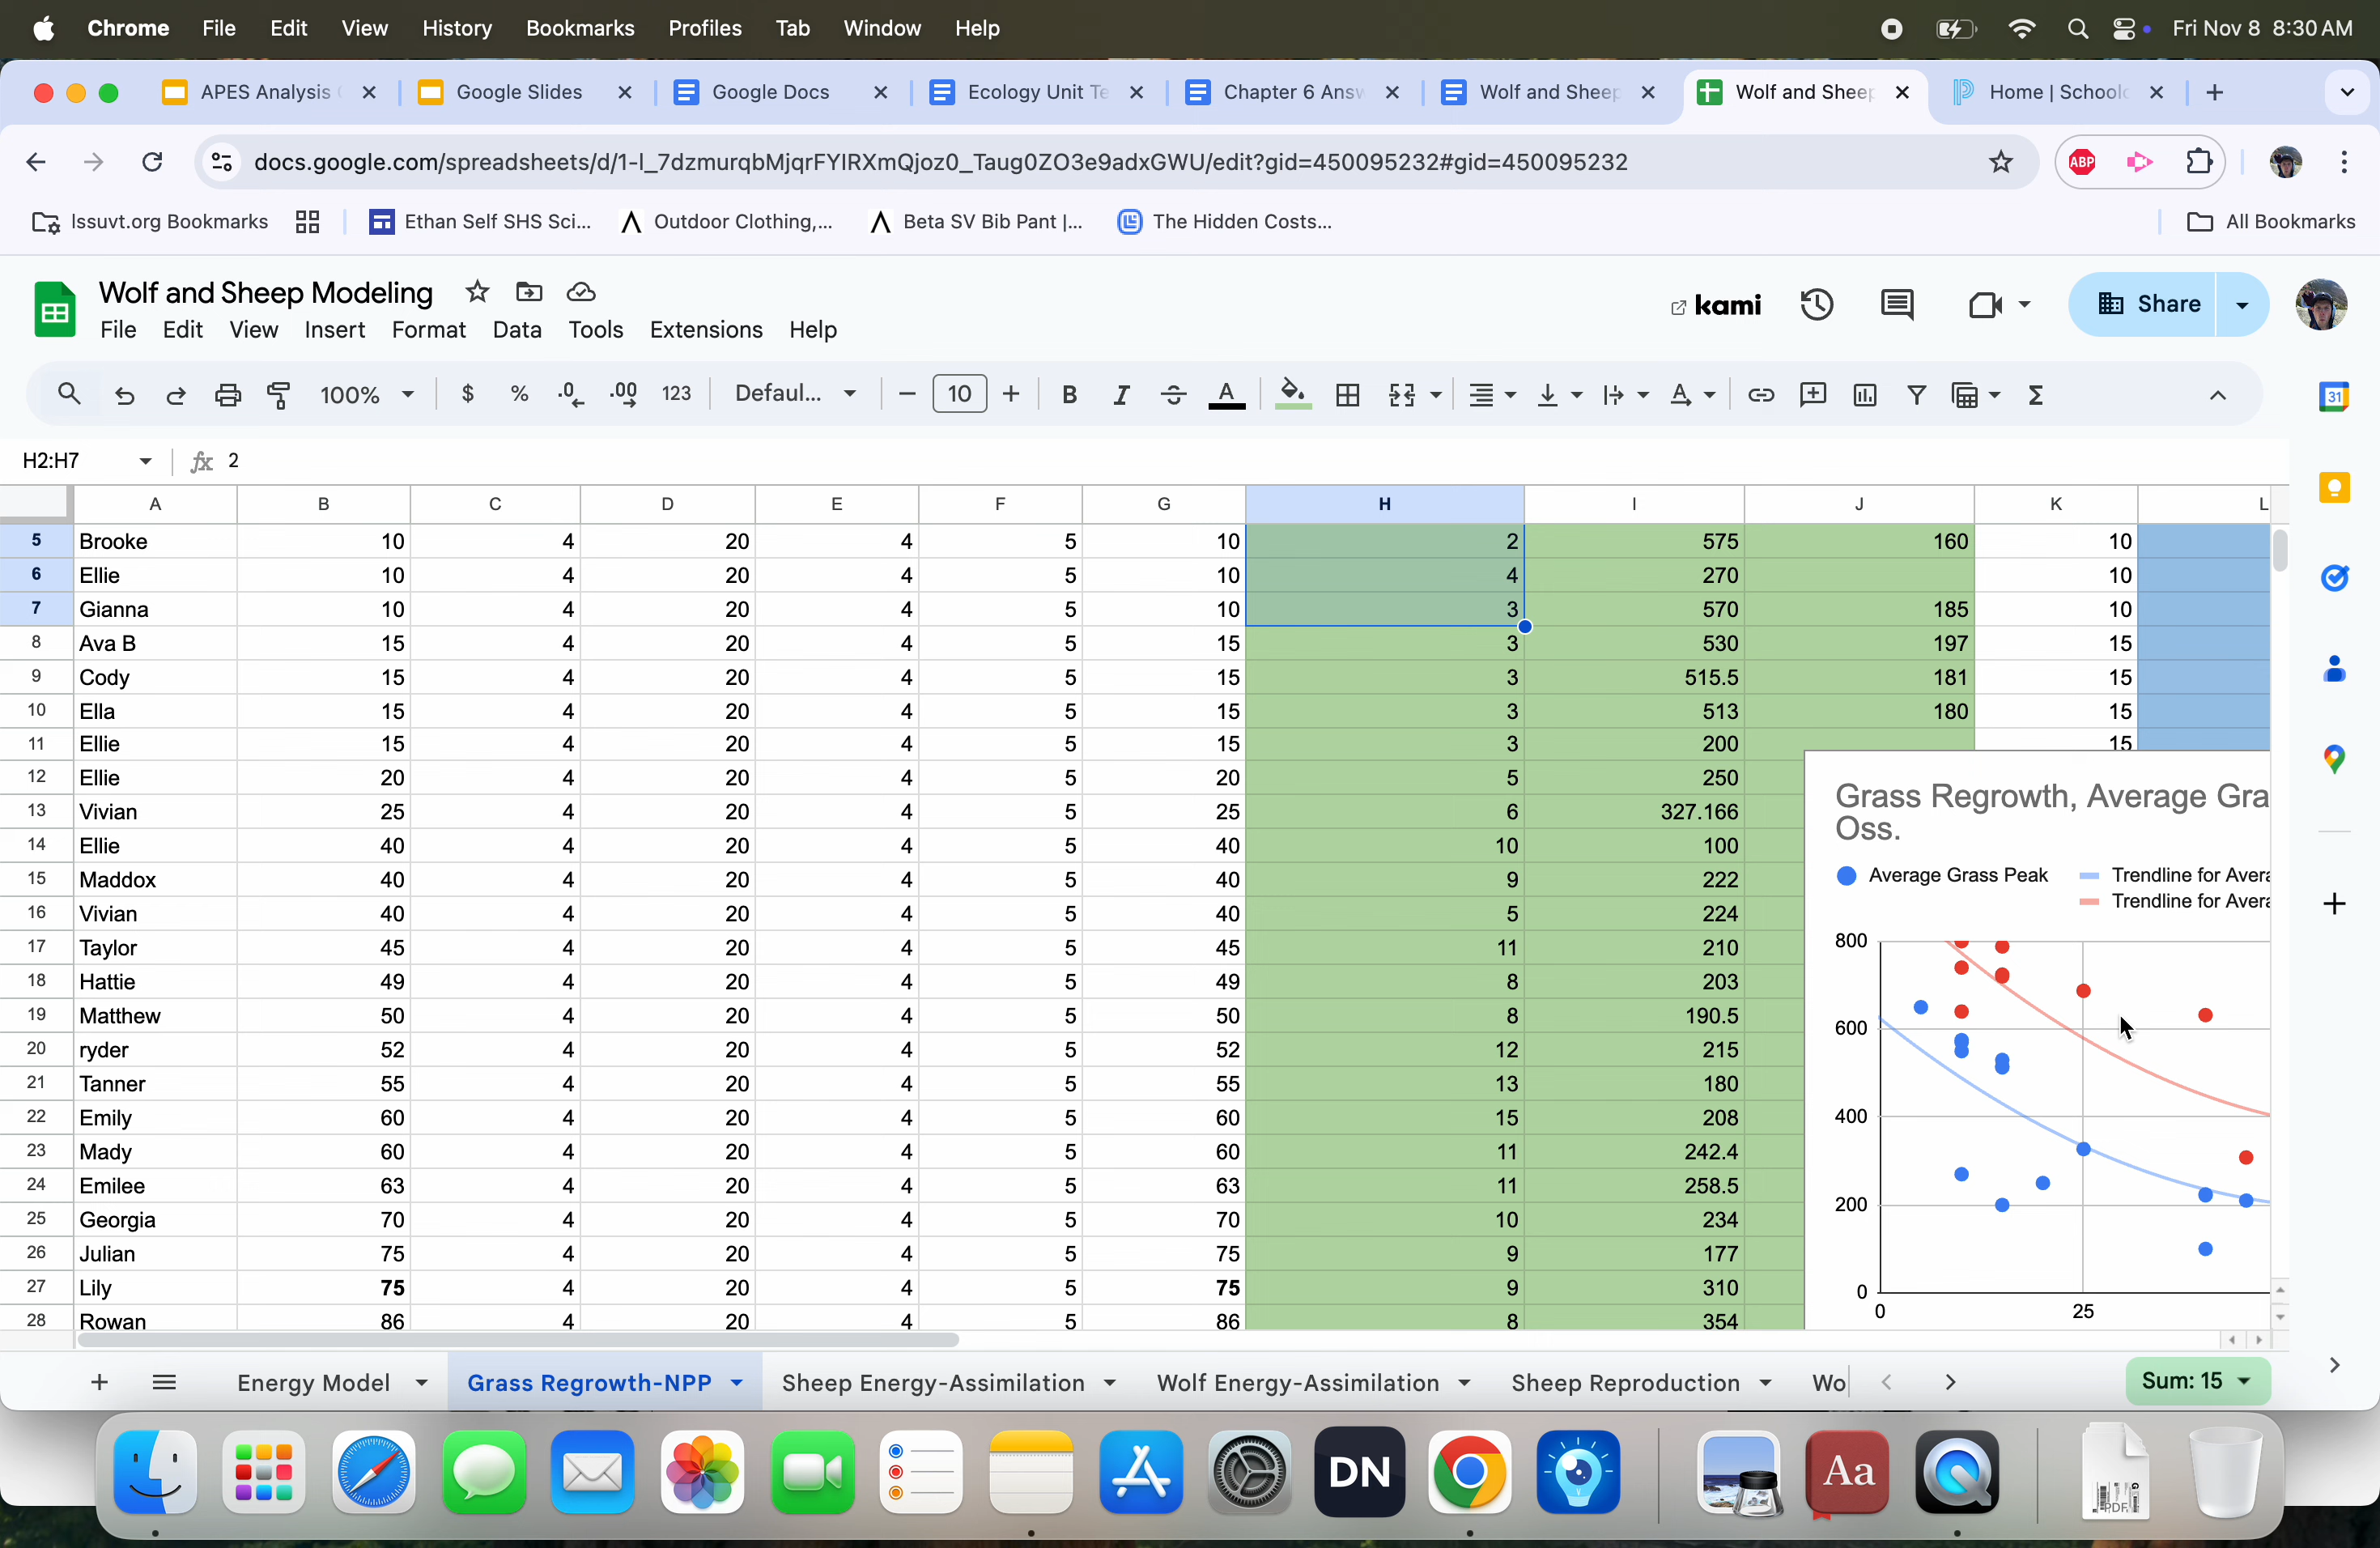 Chrome File Edit View History Bookmarks Profiles Tab Window Help Fri Nov 8 8:30 AM
APES Analysis Google Slides Google Docs Ecology Unit Te Chapter 6 Answ Wolf and Sheep Wolf and Sheep Home | Schoolo
docs.google.com/spreadsheets/d/1-I_7dzmurqbMjqrFYIRXmQjoz0_Taug0ZO3e9adxGWU/edit?gid=450095232#gid=450095232 ABP
lssuvt.org Bookmarks Ethan Self SHS Sci... Outdoor Clothing,... Beta SV Bib Pant |... The Hidden Costs... All Bookmarks
Wolf and Sheep Modeling kami Share
File Edit View Insert Format Data Tools Extensions Help
100% $ % .0 .00 123 Defaul... 10 B I S A Σ 31
H2:H7 fx 2
A B C D E F G H I J K L
5 Brooke 10 4 20 4 5 10 2 575 160 10
6 Ellie 10 4 20 4 5 10 4 270 10
7 Gianna 10 4 20 4 5 10 3 570 185 10
8 Ava B 15 4 20 4 5 15 3 530 197 15
9 Cody 15 4 20 4 5 15 3 515.5 181 15
10 Ella 15 4 20 4 5 15 3 513 180 15
11 Ellie 15 4 20 4 5 15 3 200 15
12 Ellie 20 4 20 4 5 20 5 250
13 Vivian 25 4 20 4 5 25 6 327.166
14 Ellie 40 4 20 4 5 40 10 100
15 Maddox 40 4 20 4 5 40 9 222
16 Vivian 40 4 20 4 5 40 5 224
17 Taylor 45 4 20 4 5 45 11 210
18 Hattie 49 4 20 4 5 49 8 203
19 Matthew 50 4 20 4 5 50 8 190.5
20 ryder 52 4 20 4 5 52 12 215
21 Tanner 55 4 20 4 5 55 13 180
22 Emily 60 4 20 4 5 60 15 208
23 Mady 60 4 20 4 5 60 11 242.4
24 Emilee 63 4 20 4 5 63 11 258.5
25 Georgia 70 4 20 4 5 70 10 234
26 Julian 75 4 20 4 5 75 9 177
27 Lily 75 4 20 4 5 75 9 310
28 Rowan 86 4 20 4 5 86 8 354
Grass Regrowth, Average Gra
Oss.
Average Grass Peak Trendline for Avera
Trendline for Avera
800
600
400
200
0
0 25
Energy Model Grass Regrowth-NPP Sheep Energy-Assimilation Wolf Energy-Assimilation Sheep Reproduction Wo Sum: 15
DN Aa PDF